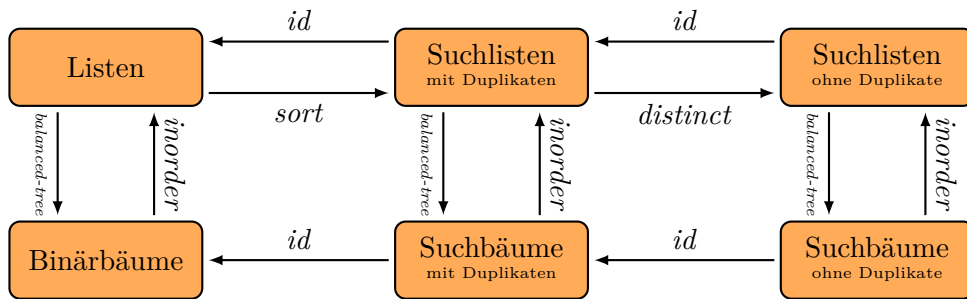 id
id
Listen
Suchlisten
mit Duplikaten
Suchlisten
ohne Duplikate
sort
distinct
balanced-tree
inorder
balanced-tree
inorder
balanced-tree
inorder
id
id
Binärbäume
Suchbäume
mit Duplikaten
Suchbäume
ohne Duplikate